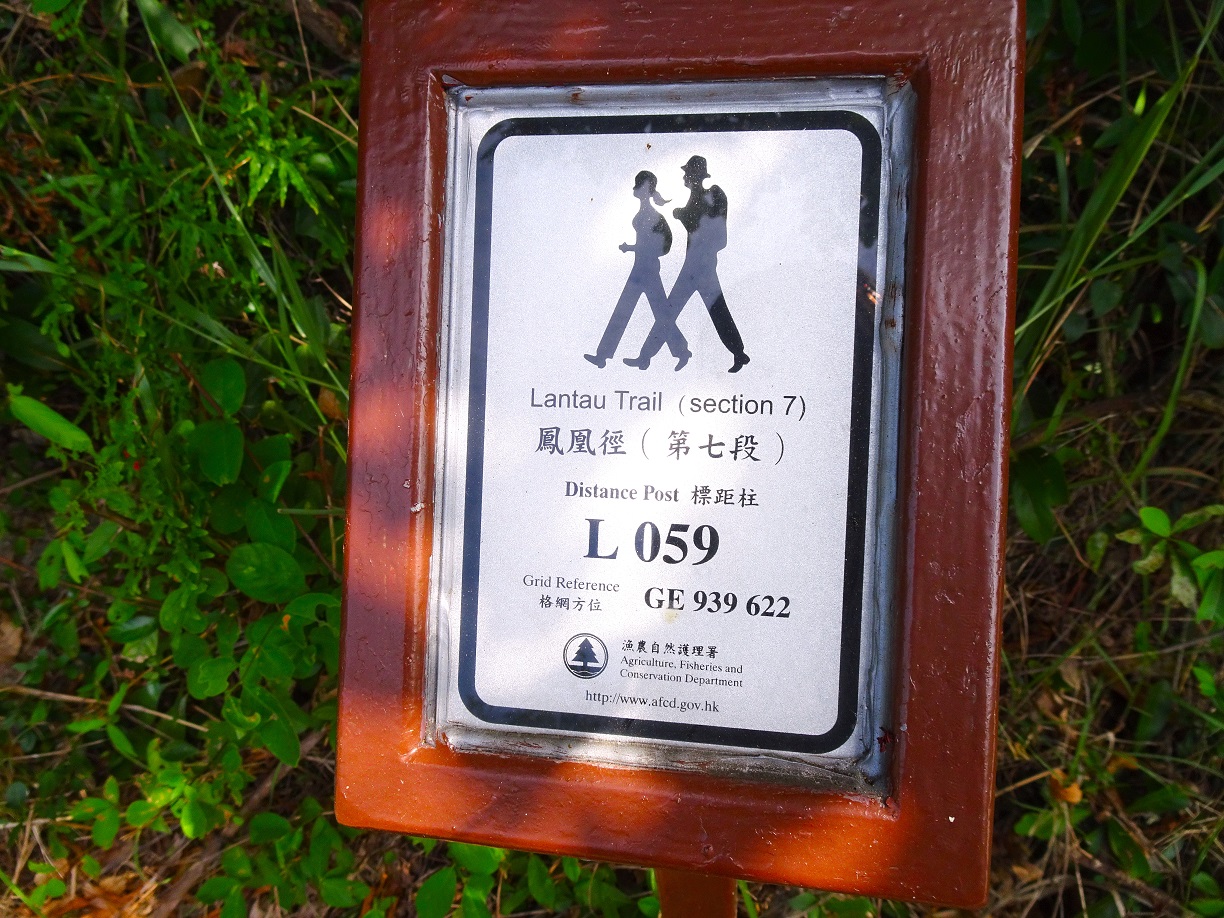 Lantau Trail (section 7)
鳳凰徑（第七段）
Distance Post 標距柱
L 059
Grid Reference
格網方位
GE 939 622
漁農自然護理署
Agriculture, Fisheries and
Conservation Department
http://www.afcd.gov.hk